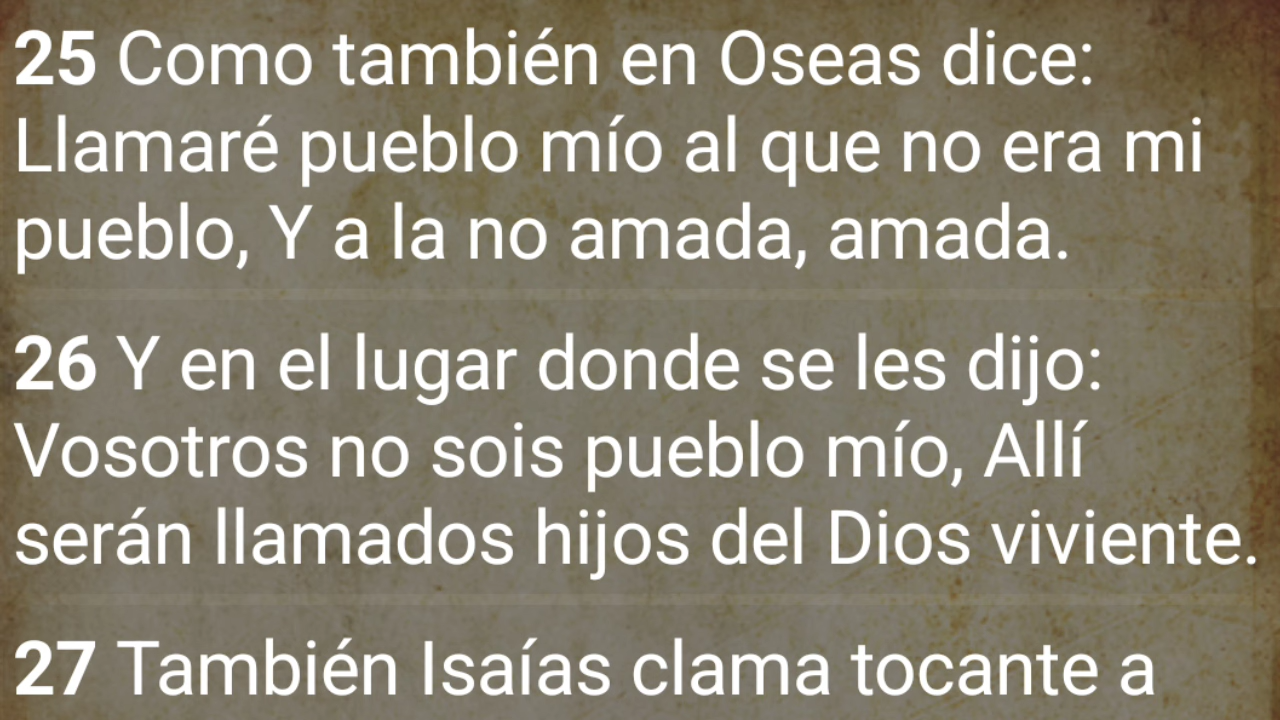 25 Como también en Oseas dice:
Llamaré pueblo mío al que no era mi
pueblo, Y a la no amada, amada.
26 Y en el lugar donde se les dijo:
Vosotros no sois pueblo mío, Allí
serán llamados hijos del Dios viviente.
27 También Isaías clama tocante a